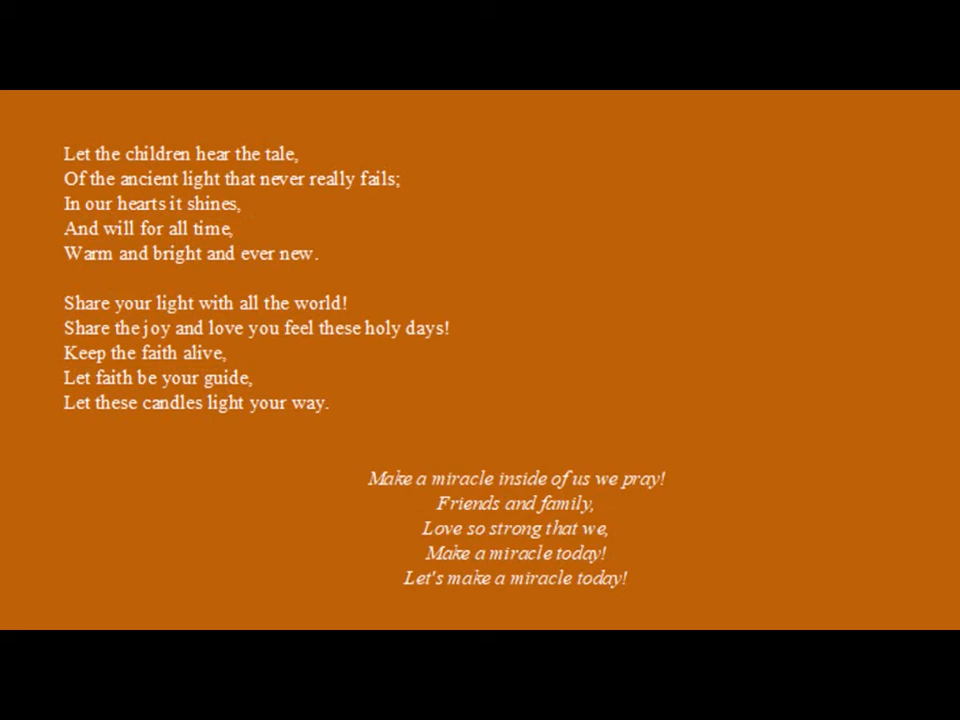 Let the children hear the tale,
Of the ancient light that never really fails;
In our hearts it shines,
And will for all time,
Warm and bright and ever new.
Share your light with all the world!
Share the joy and love you feel these holy days!
Keep the faith alive,
Let faith be your guide,
Let these candles light your way.
Make a miracle inside of us we pray!
Friends and family,
Love so strong that we,
Make a miracle today!
Let's make a miracle today!